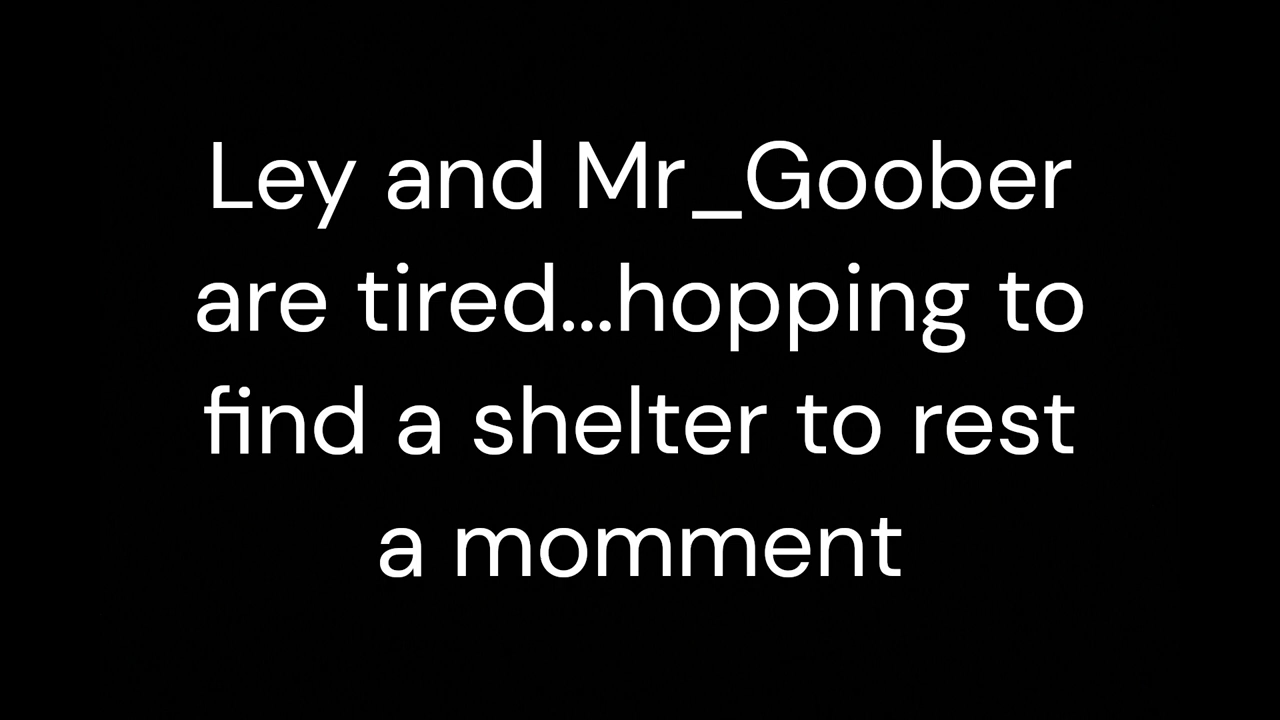 Ley and Mr_Goober
are tired...hopping to
find a shelter to rest
a momment